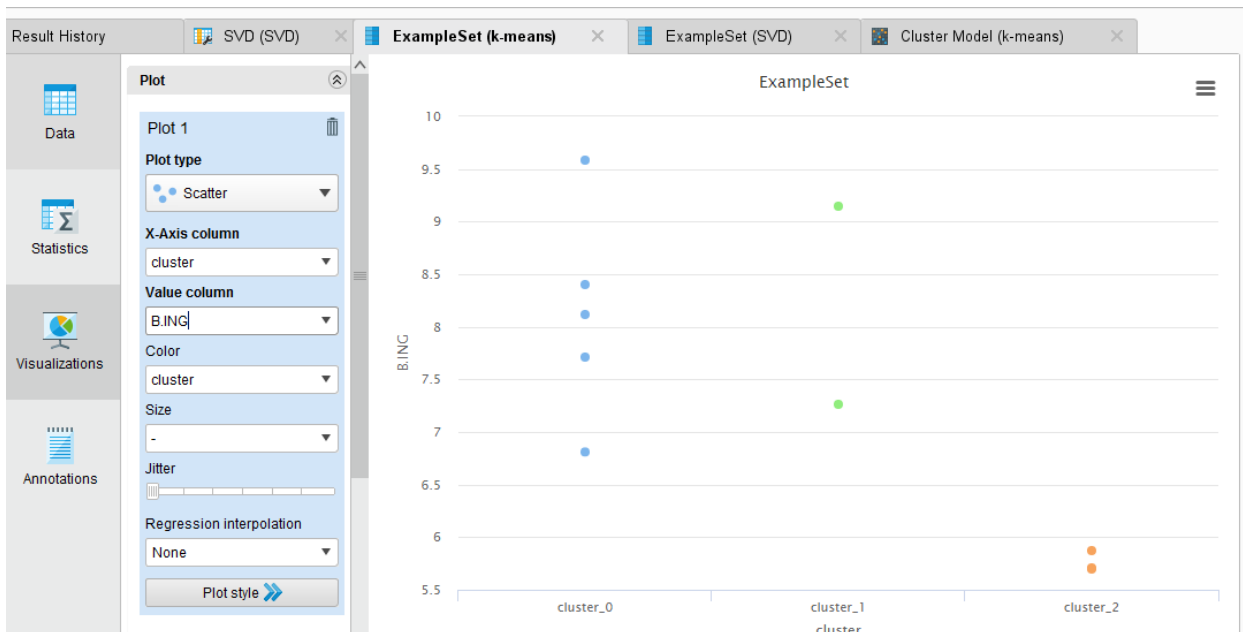 Result History
SVD (SVD)
ExampleSet (k-means)
ExampleSet (SVD)
Cluster Model (k-means)
Data
Statistics
Visualizations
Annotations
Plot
Plot 1
Plot type
Scatter
X-Axis column
cluster
Value column
B.ING
Color
cluster
Size
-
Jitter
Regression interpolation
None
Plot style
ExampleSet
10
9.5
9
8.5
8
7.5
7
6.5
6
5.5
B.ING
cluster_0
cluster_1
cluster_2
cluster